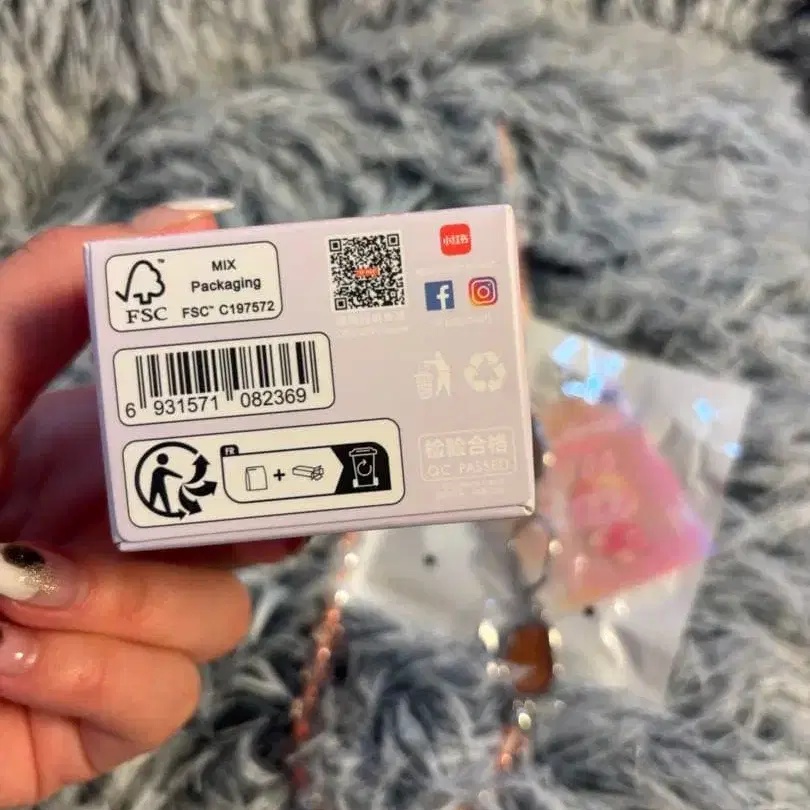 MIX
Packaging
FSC™ C197572
FSC
小红书
6 931571 082369
FR
+
检验合格
QC PASSED